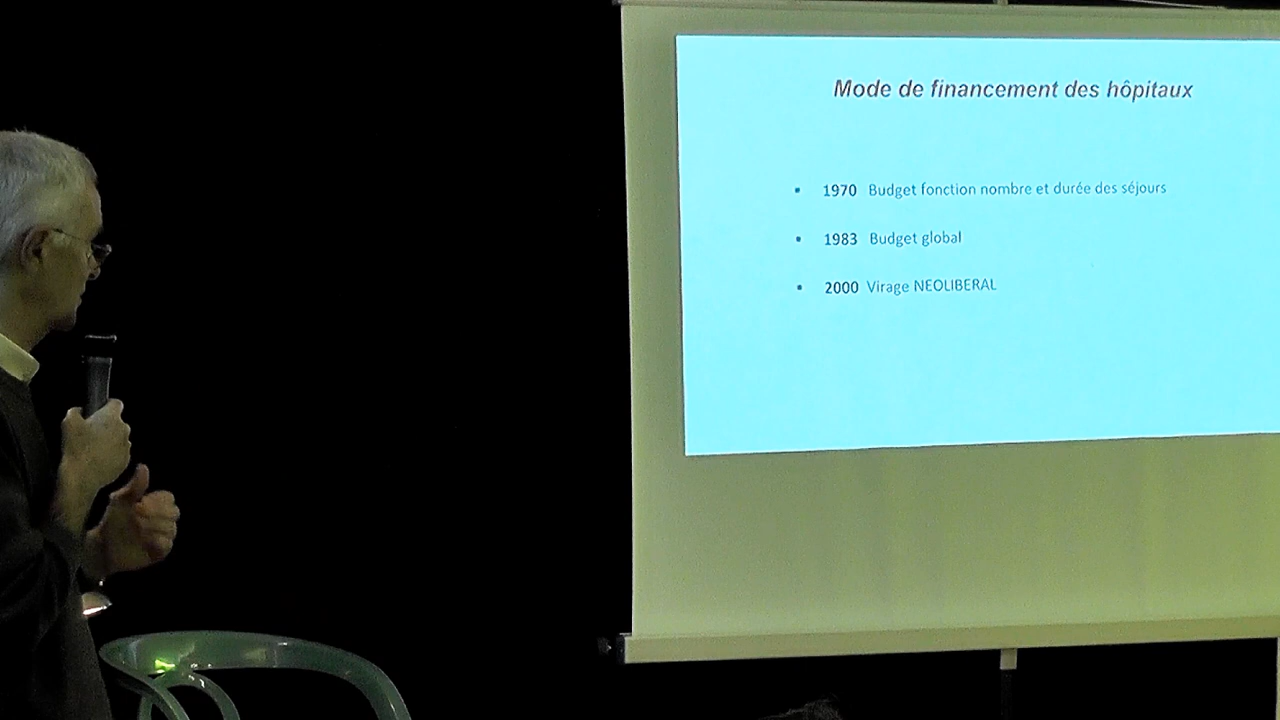 Mode de financement des hôpitaux
▪ 1970 Budget fonction nombre et durée des séjours
▪ 1983 Budget global
▪ 2000 Virage NEOLIBERAL